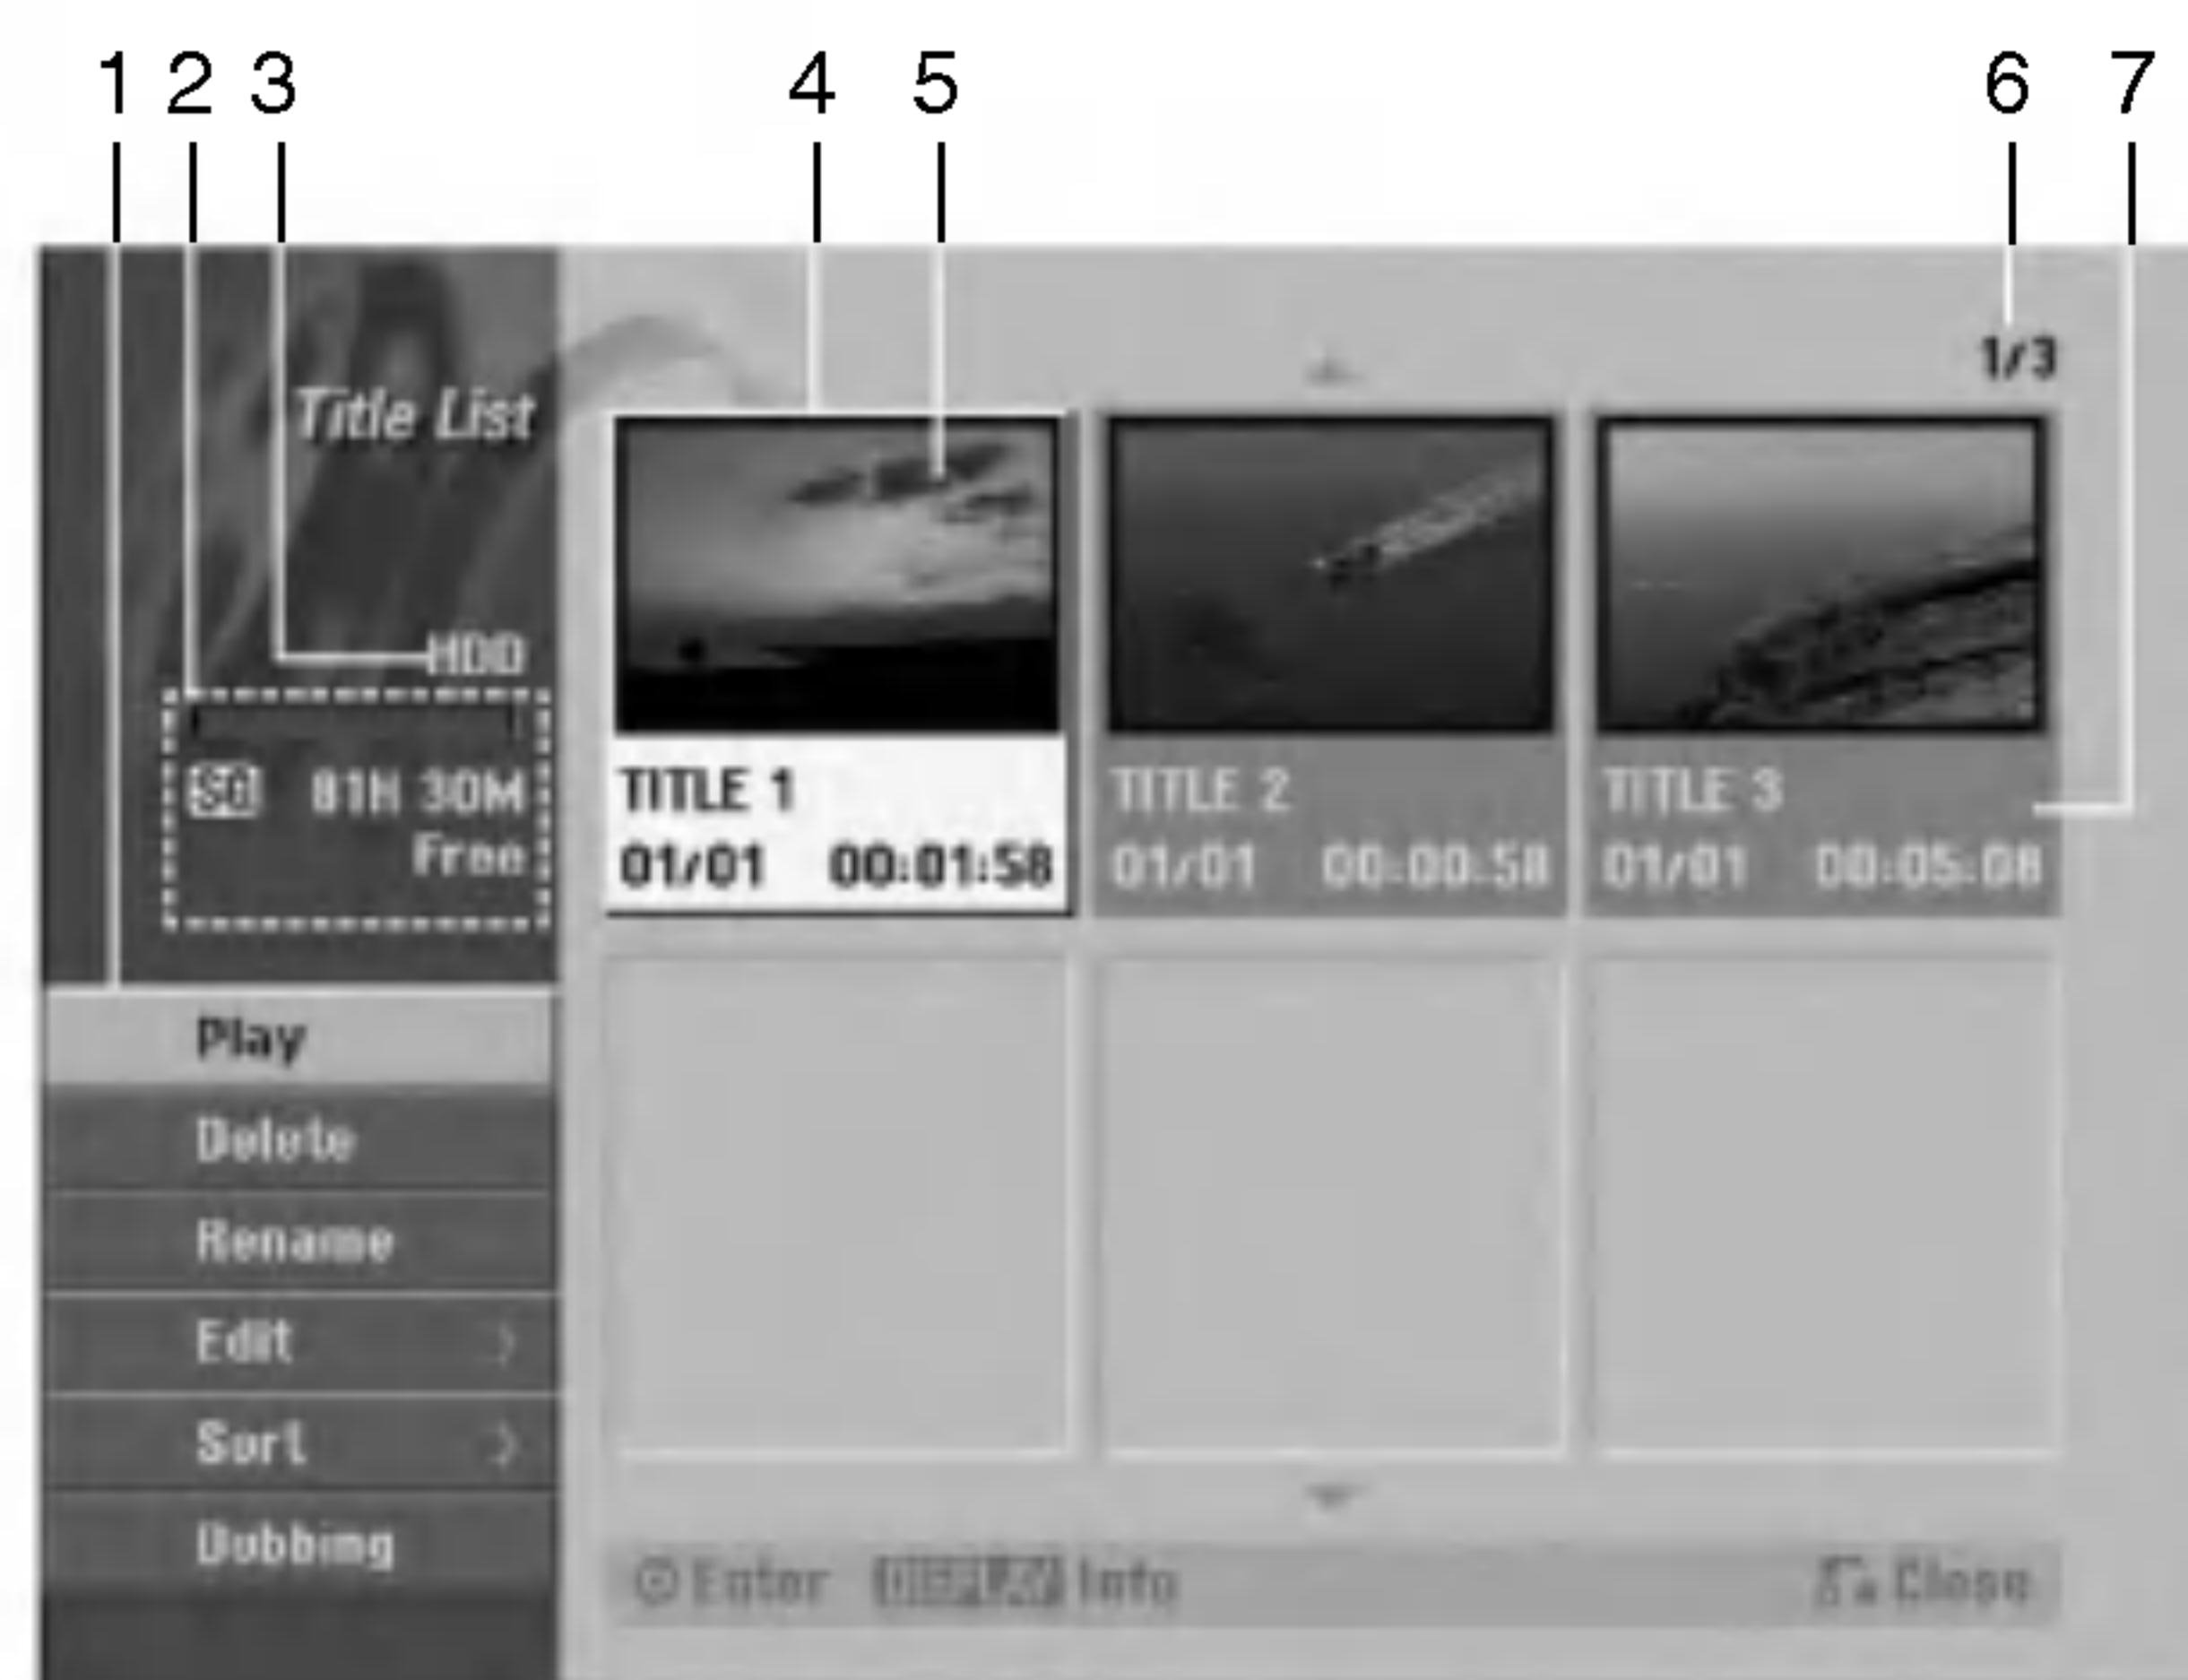 1 2 3 4 5 6 7
1/3
Title List
HDD
SQ 81H 30M
Free
TITLE 1
01/01 00:01:58
TITLE 2
01/01 00:00:58
TITLE 3
01/01 00:05:08
Play
Delete
Rename
Edit
Sort
Dubbing
Enter DISPLAY Info Close